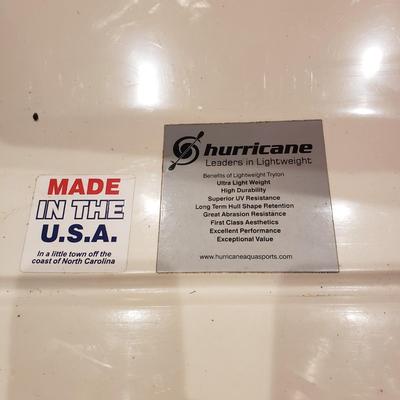 MADE
IN THE
U.S.A.
In a little town off the
coast of North Carolina
hurricane
Leaders in Lightweight
Benefits of Lightweight Tryton
Ultra Light Weight
High Durability
Superior UV Resistance
Long Term Hull Shape Retention
Great Abrasion Resistance
First Class Aesthetics
Excellent Performance
Exceptional Value
www.hurricaneaquasports.com